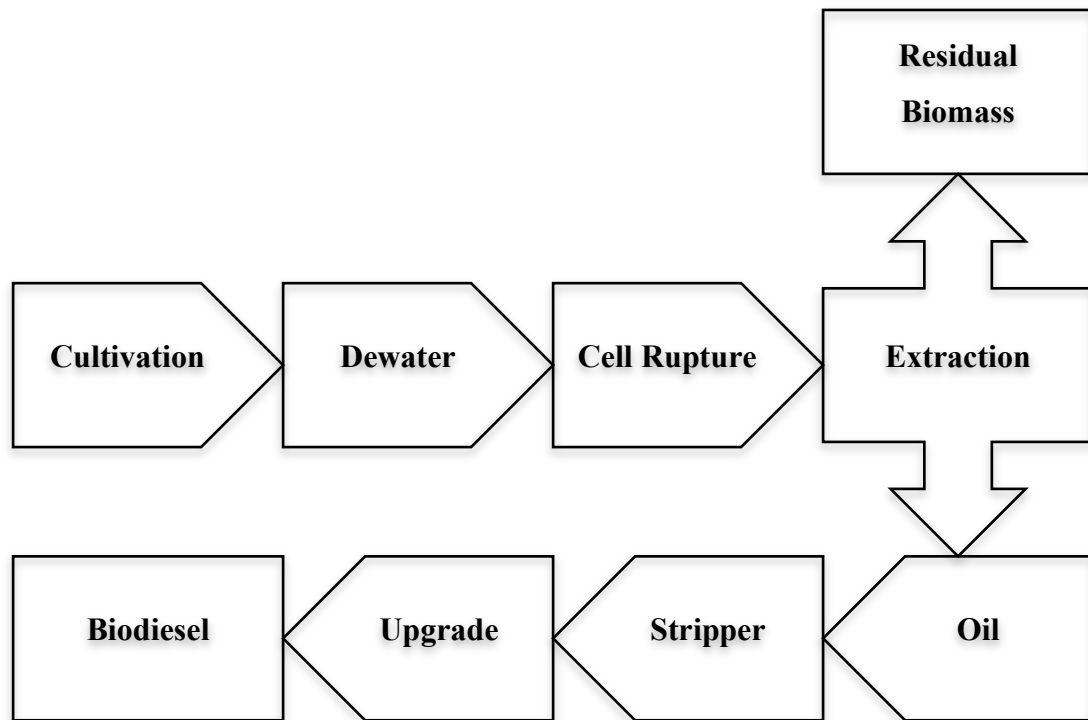 Residual
Biomass
Cultivation
Dewater
Cell Rupture
Extraction
Biodiesel
Upgrade
Stripper
Oil